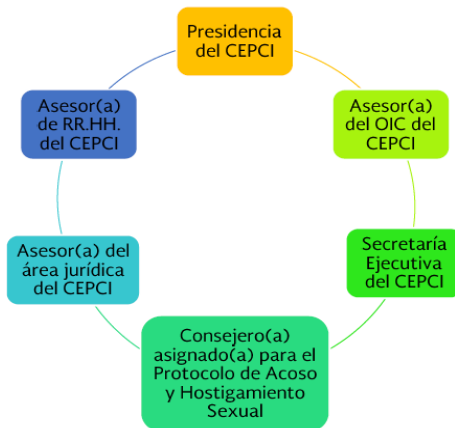 Presidencia
del CEPCI
Asesor(a)
del OIC del
CEPCI
Secretaría
Ejecutiva
del CEPCI
Consejero(a)
asignado(a) para el
Protocolo de Acoso
y Hostigamiento
Sexual
Asesor(a) del
área jurídica
del CEPCI
Asesor(a)
de RR.HH.
del CEPCI